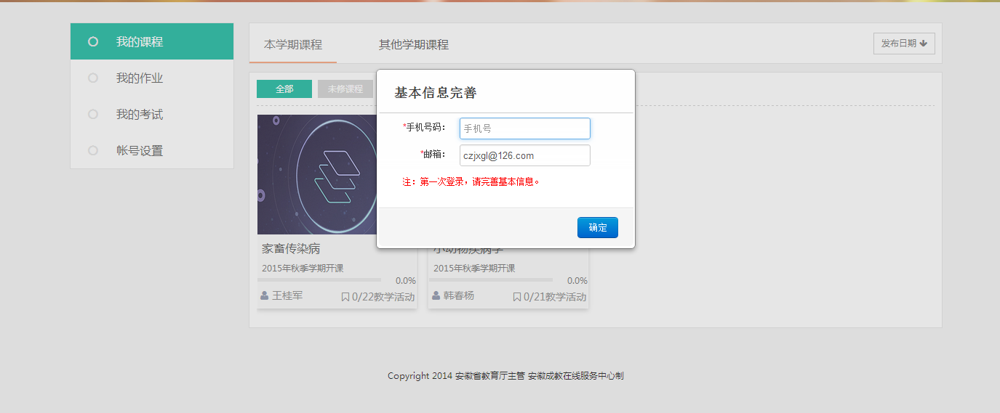 我的课程
我的作业
我的考试
帐号设置
本学期课程 其他学期课程 发布日期
全部 未修课程
基本信息完善
*手机号码： 手机号
*邮箱： czjxgl@126.com
注：第一次登录，请完善基本信息。
确定
家畜传染病 小动物疾病学
2015年秋季学期开课 2015年秋季学期开课
0.0% 0.0%
王桂军 0/22教学活动 韩春杨 0/21教学活动
Copyright 2014 安徽省教育厅主管 安徽成教在线服务中心制